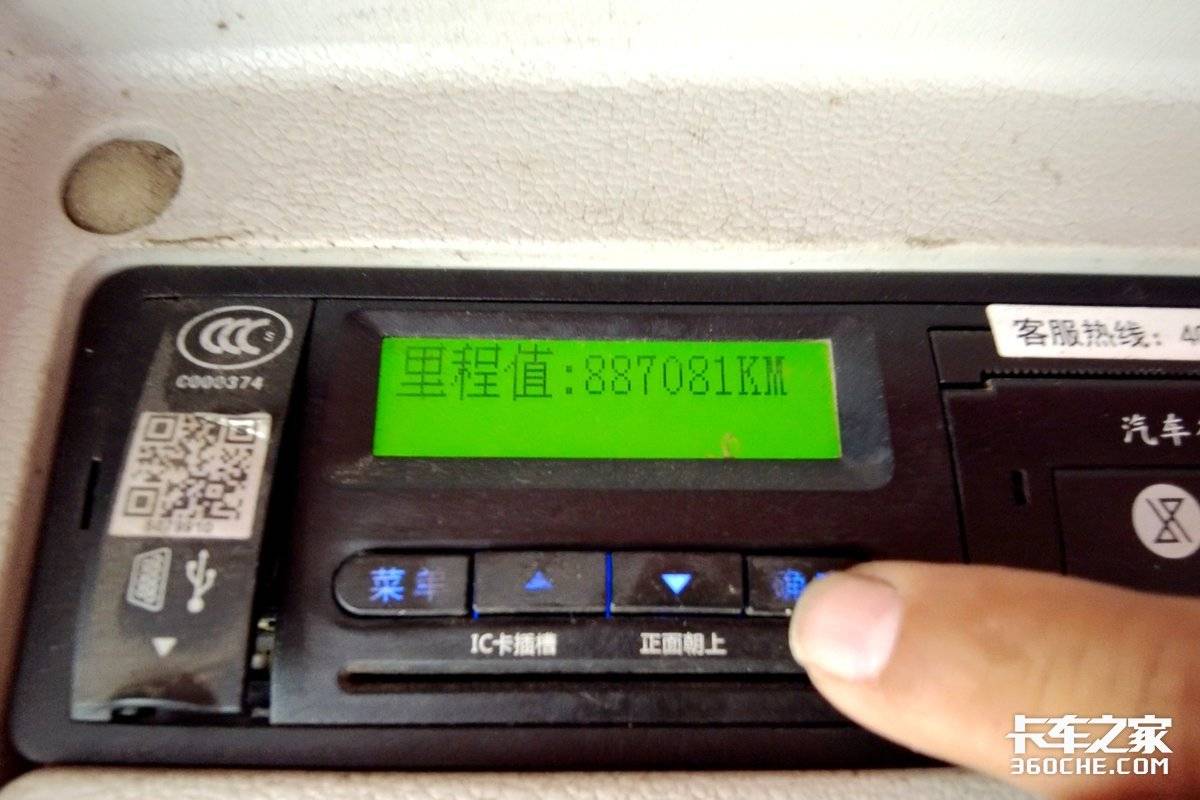 客服热线：
CCC S
C000374
里程值:887081KM
汽车
菜单
IC卡插槽
正面朝上
卡车之家
360CHE.COM